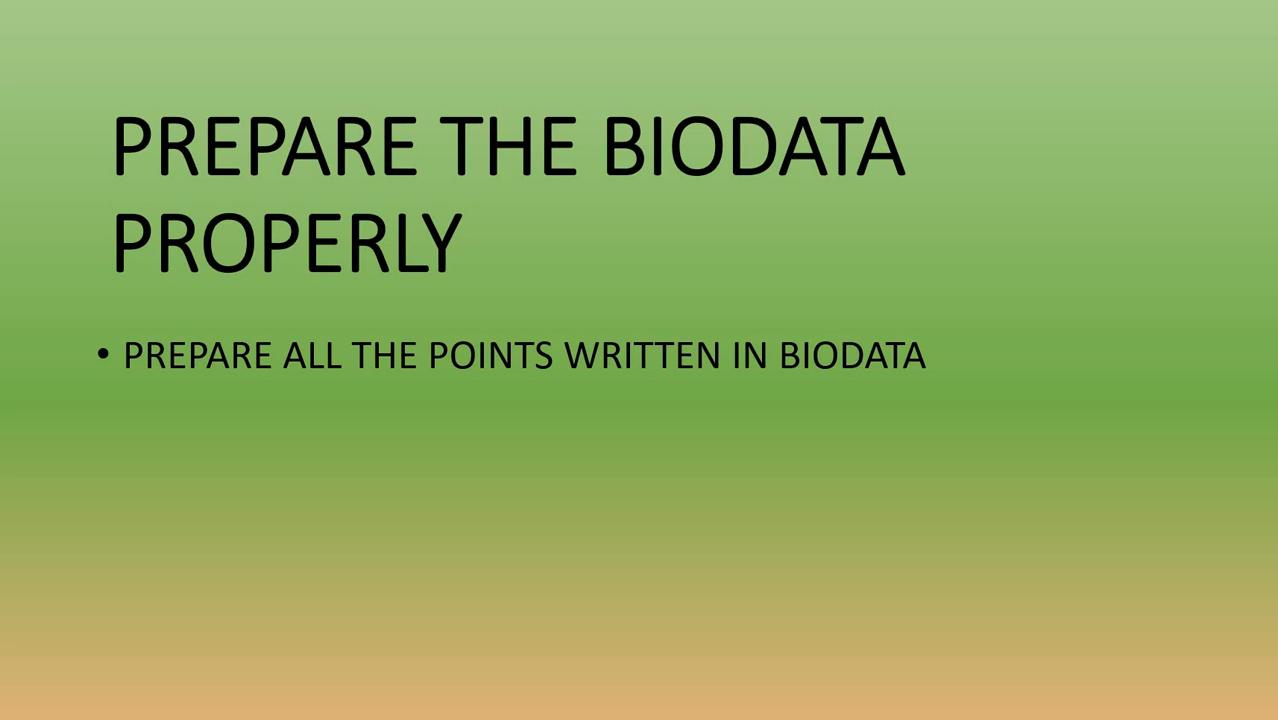 PREPARE THE BIODATA
PROPERLY
• PREPARE ALL THE POINTS WRITTEN IN BIODATA